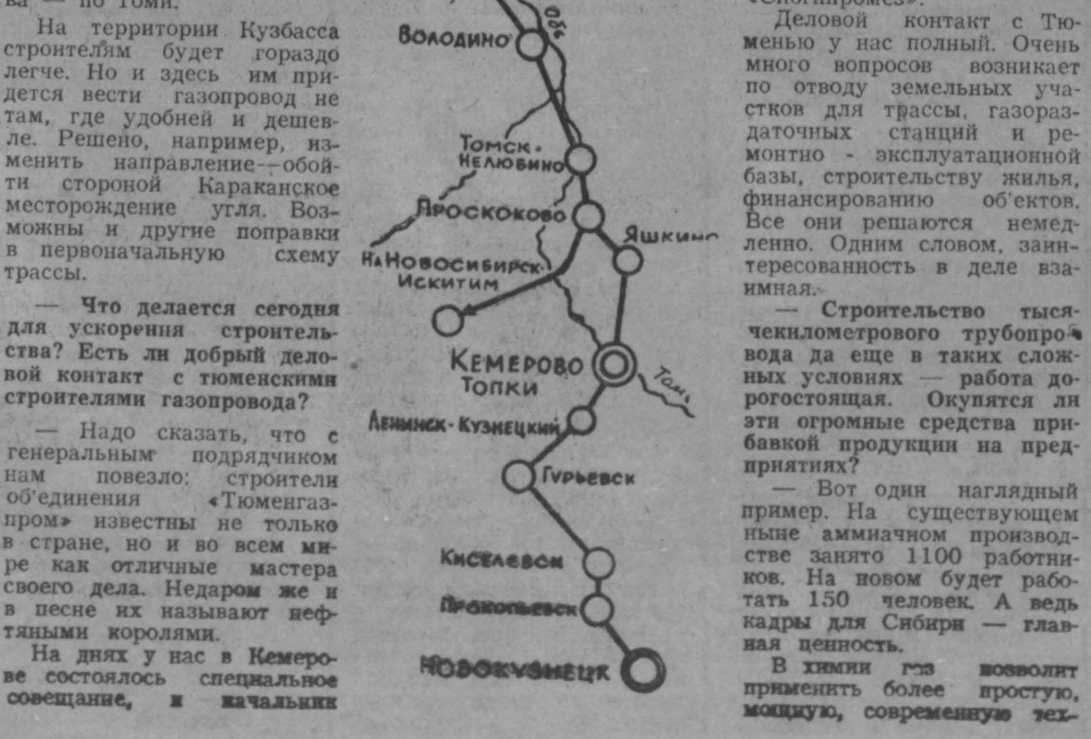 ва — по Томи.
На территории Кузбасса
строителям будет гораздо
легче. Но и здесь им при-
дется вести газопровод не
там, где удобней и дешев-
ле. Решено, например, из-
менить направление — обой-
ти стороной Караканское
месторождение угля. Воз-
можны и другие поправки
в первоначальную схему
трассы.
— Что делается сегодня
для ускорения строитель-
ства? Есть ли добрый дело-
вой контакт с тюменскими
строителями газопровода?
— Надо сказать, что с
генеральным подрядчиком
нам повезло: строители
об'единения «Тюменгаз-
пром» известны не только
в стране, но и во всем ми-
ре как отличные мастера
своего дела. Недаром же и
в песне их называют неф-
тяными королями.
На днях у нас в Кемеро-
ве состоялось специальное
совещание, и начальник
Обь
Володино
Томск-
Нелюбино
Проскоково
Яшкино
На Новосибирск-
Искитим
Кемерово
Топки
Томь
Ленинск-Кузнецкий
Гурьевск
Киселевск
Прокопьевск
Новокузнецк
Деловой контакт с Тю-
менью у нас полный. Очень
много вопросов возникает
по отводу земельных уча-
стков для трассы, газораз-
даточных станций и ре-
монтно - эксплуатационной
базы, строительству жилья,
финансированию об'ектов.
Все они решаются немед-
ленно. Одним словом, заин-
тересованность в деле вза-
имная.
— Строительство тыся-
чекилометрового трубопро-
вода да еще в таких слож-
ных условиях — работа до-
рогостоящая. Окупятся ли
эти огромные средства при-
бавкой продукции на пред-
приятиях?
— Вот один наглядный
пример. На существующем
ныне аммиачном производ-
стве занято 1100 работни-
ков. На новом будет рабо-
тать 150 человек. А ведь
кадры для Сибири — глав-
ная ценность.
В химии газ позволит
применить более простую,
мощную, современную тех-